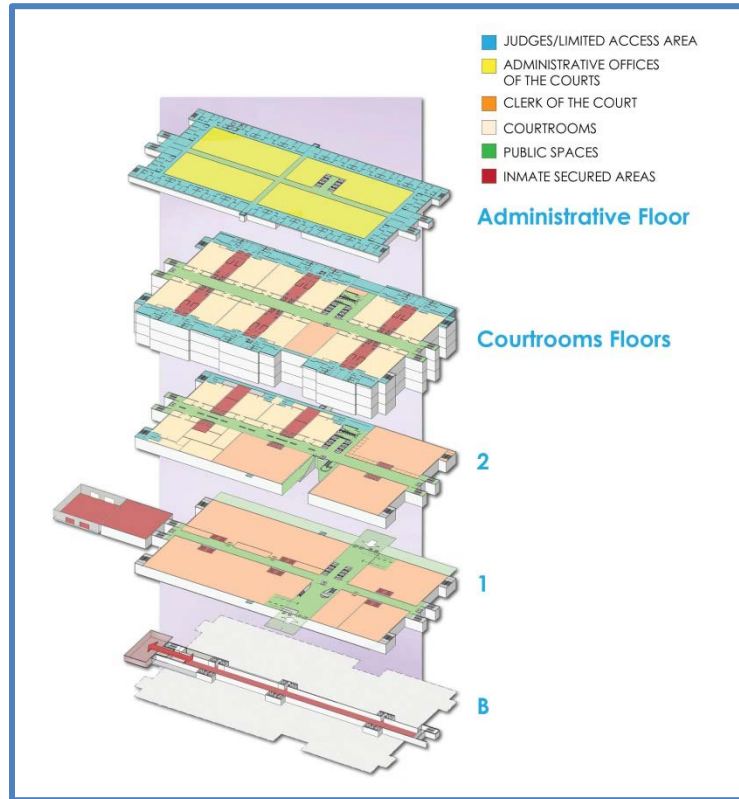 JUDGES/LIMITED ACCESS AREA
ADMINISTRATIVE OFFICES
OF THE COURTS
CLERK OF THE COURT
COURTROOMS
PUBLIC SPACES
INMATE SECURED AREAS
Administrative Floor
Courtrooms Floors
2
1
B